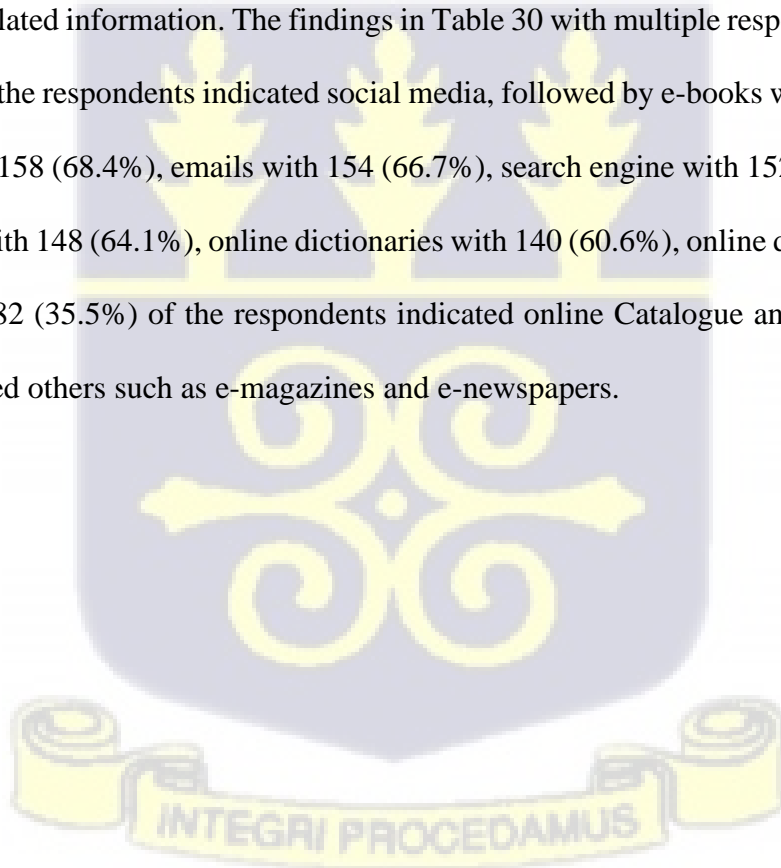 lated information. The findings in Table 30 with multiple resp
the respondents indicated social media, followed by e-books w
158 (68.4%), emails with 154 (66.7%), search engine with 152
ith 148 (64.1%), online dictionaries with 140 (60.6%), online d
82 (35.5%) of the respondents indicated online Catalogue an
ed others such as e-magazines and e-newspapers.
INTEGRI PROCEDAMUS